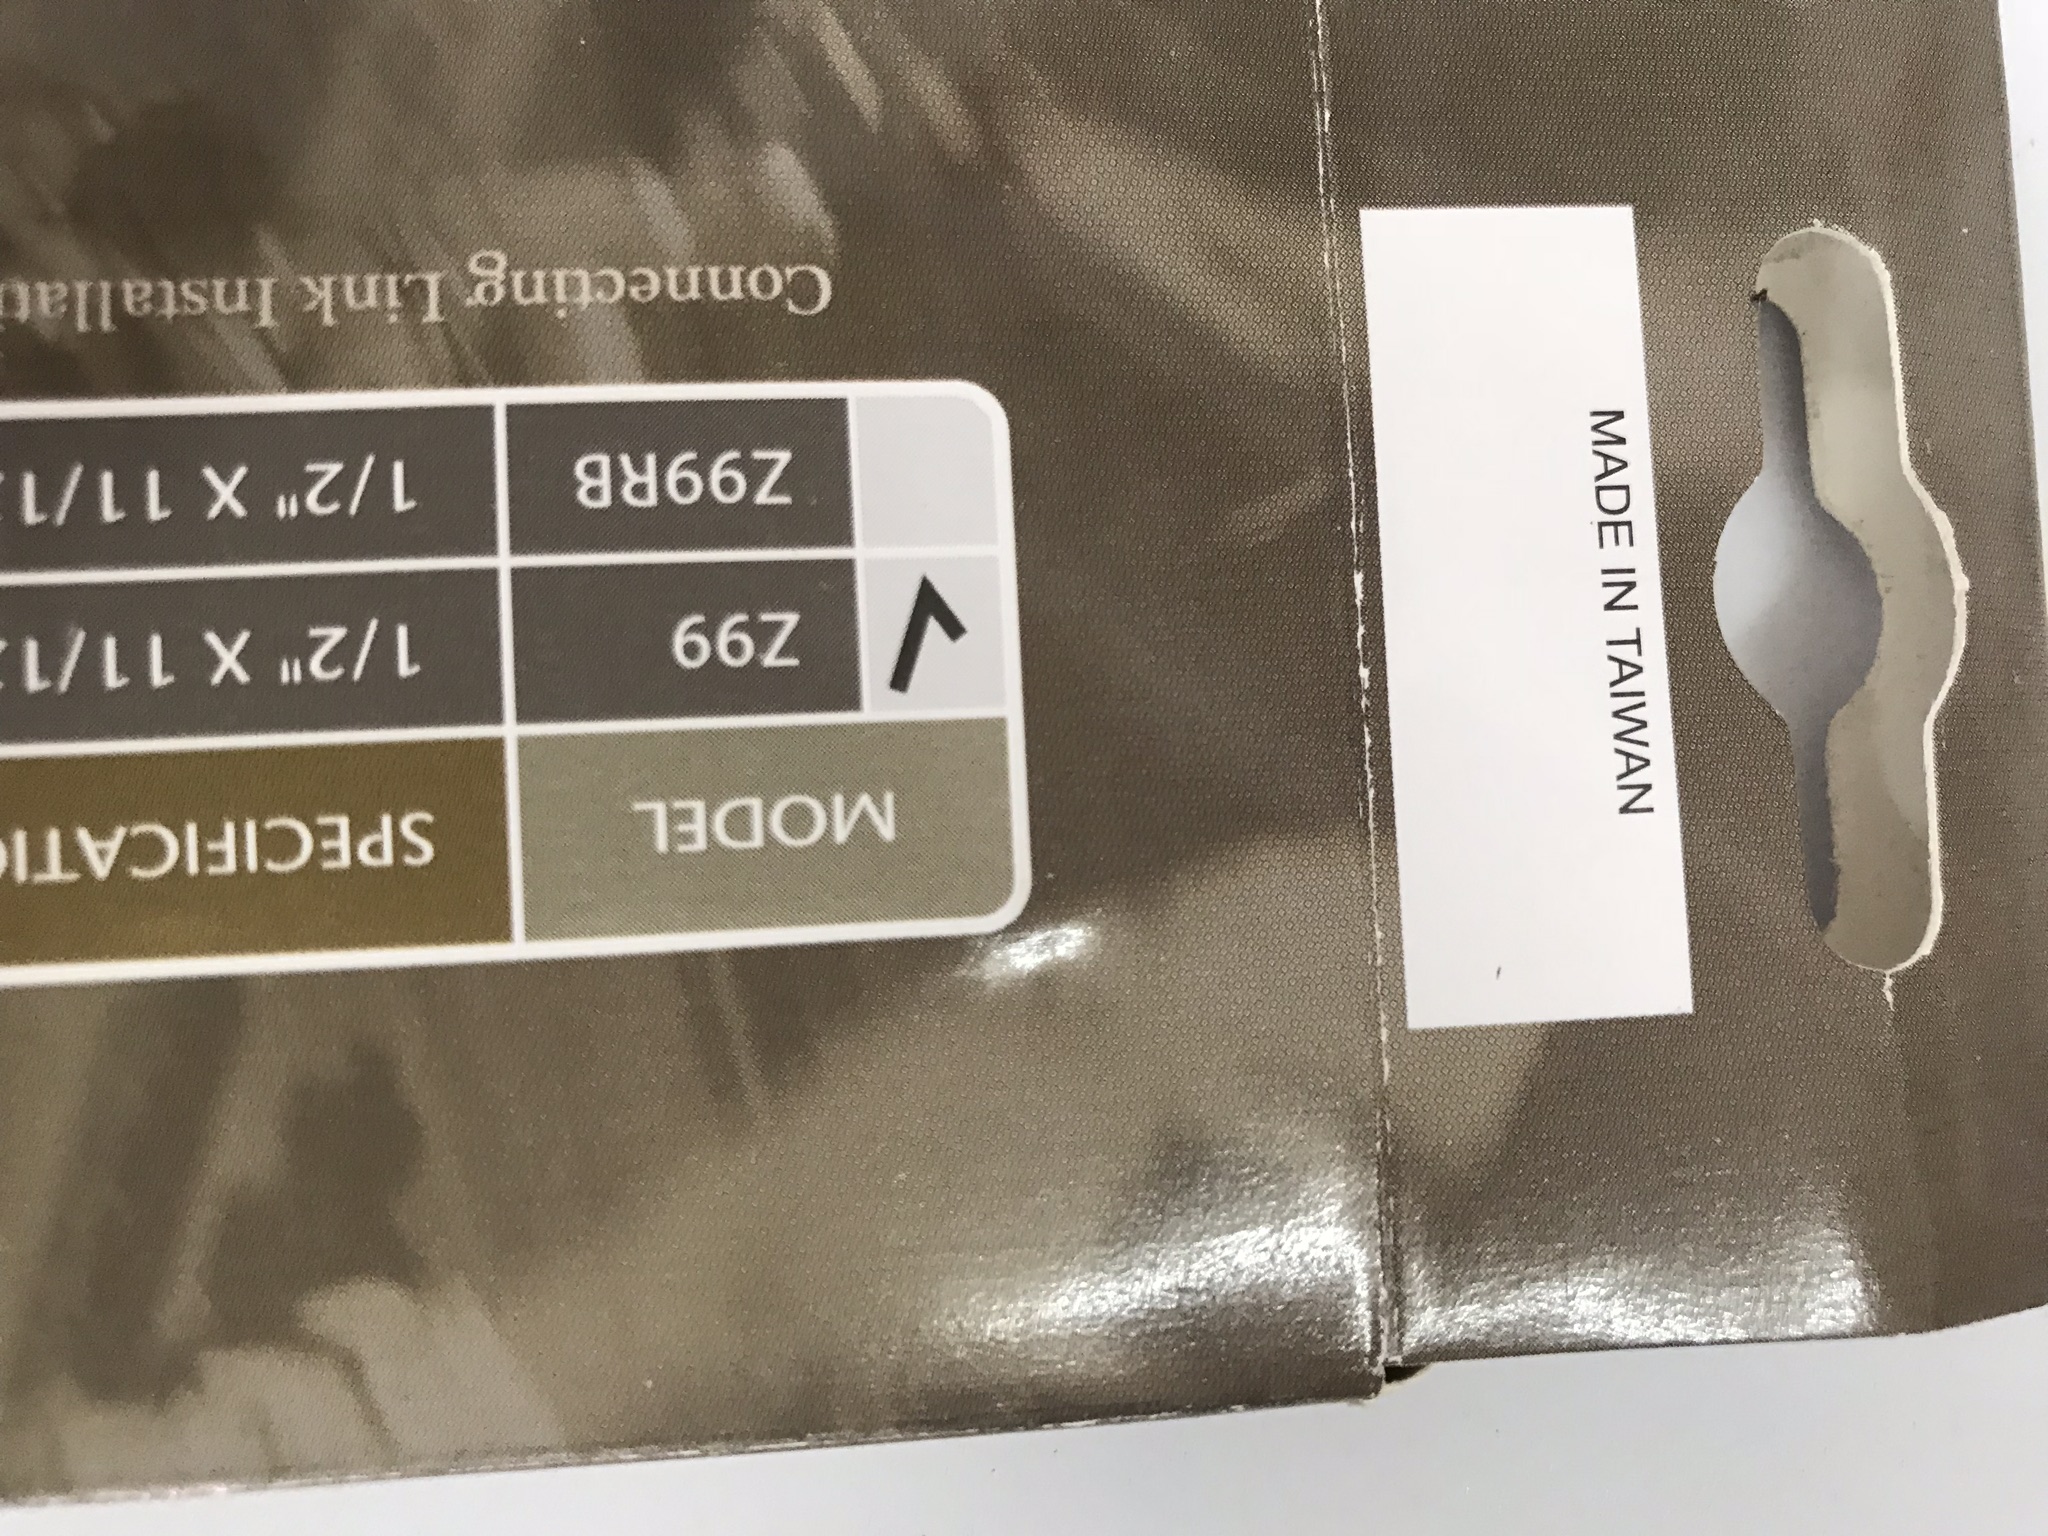 MADE IN TAIWAN
MODEL SPECIFICATIO
Z99 1/2" X 11/1
Z99RB 1/2" X 11/1
Connecting Link Installati